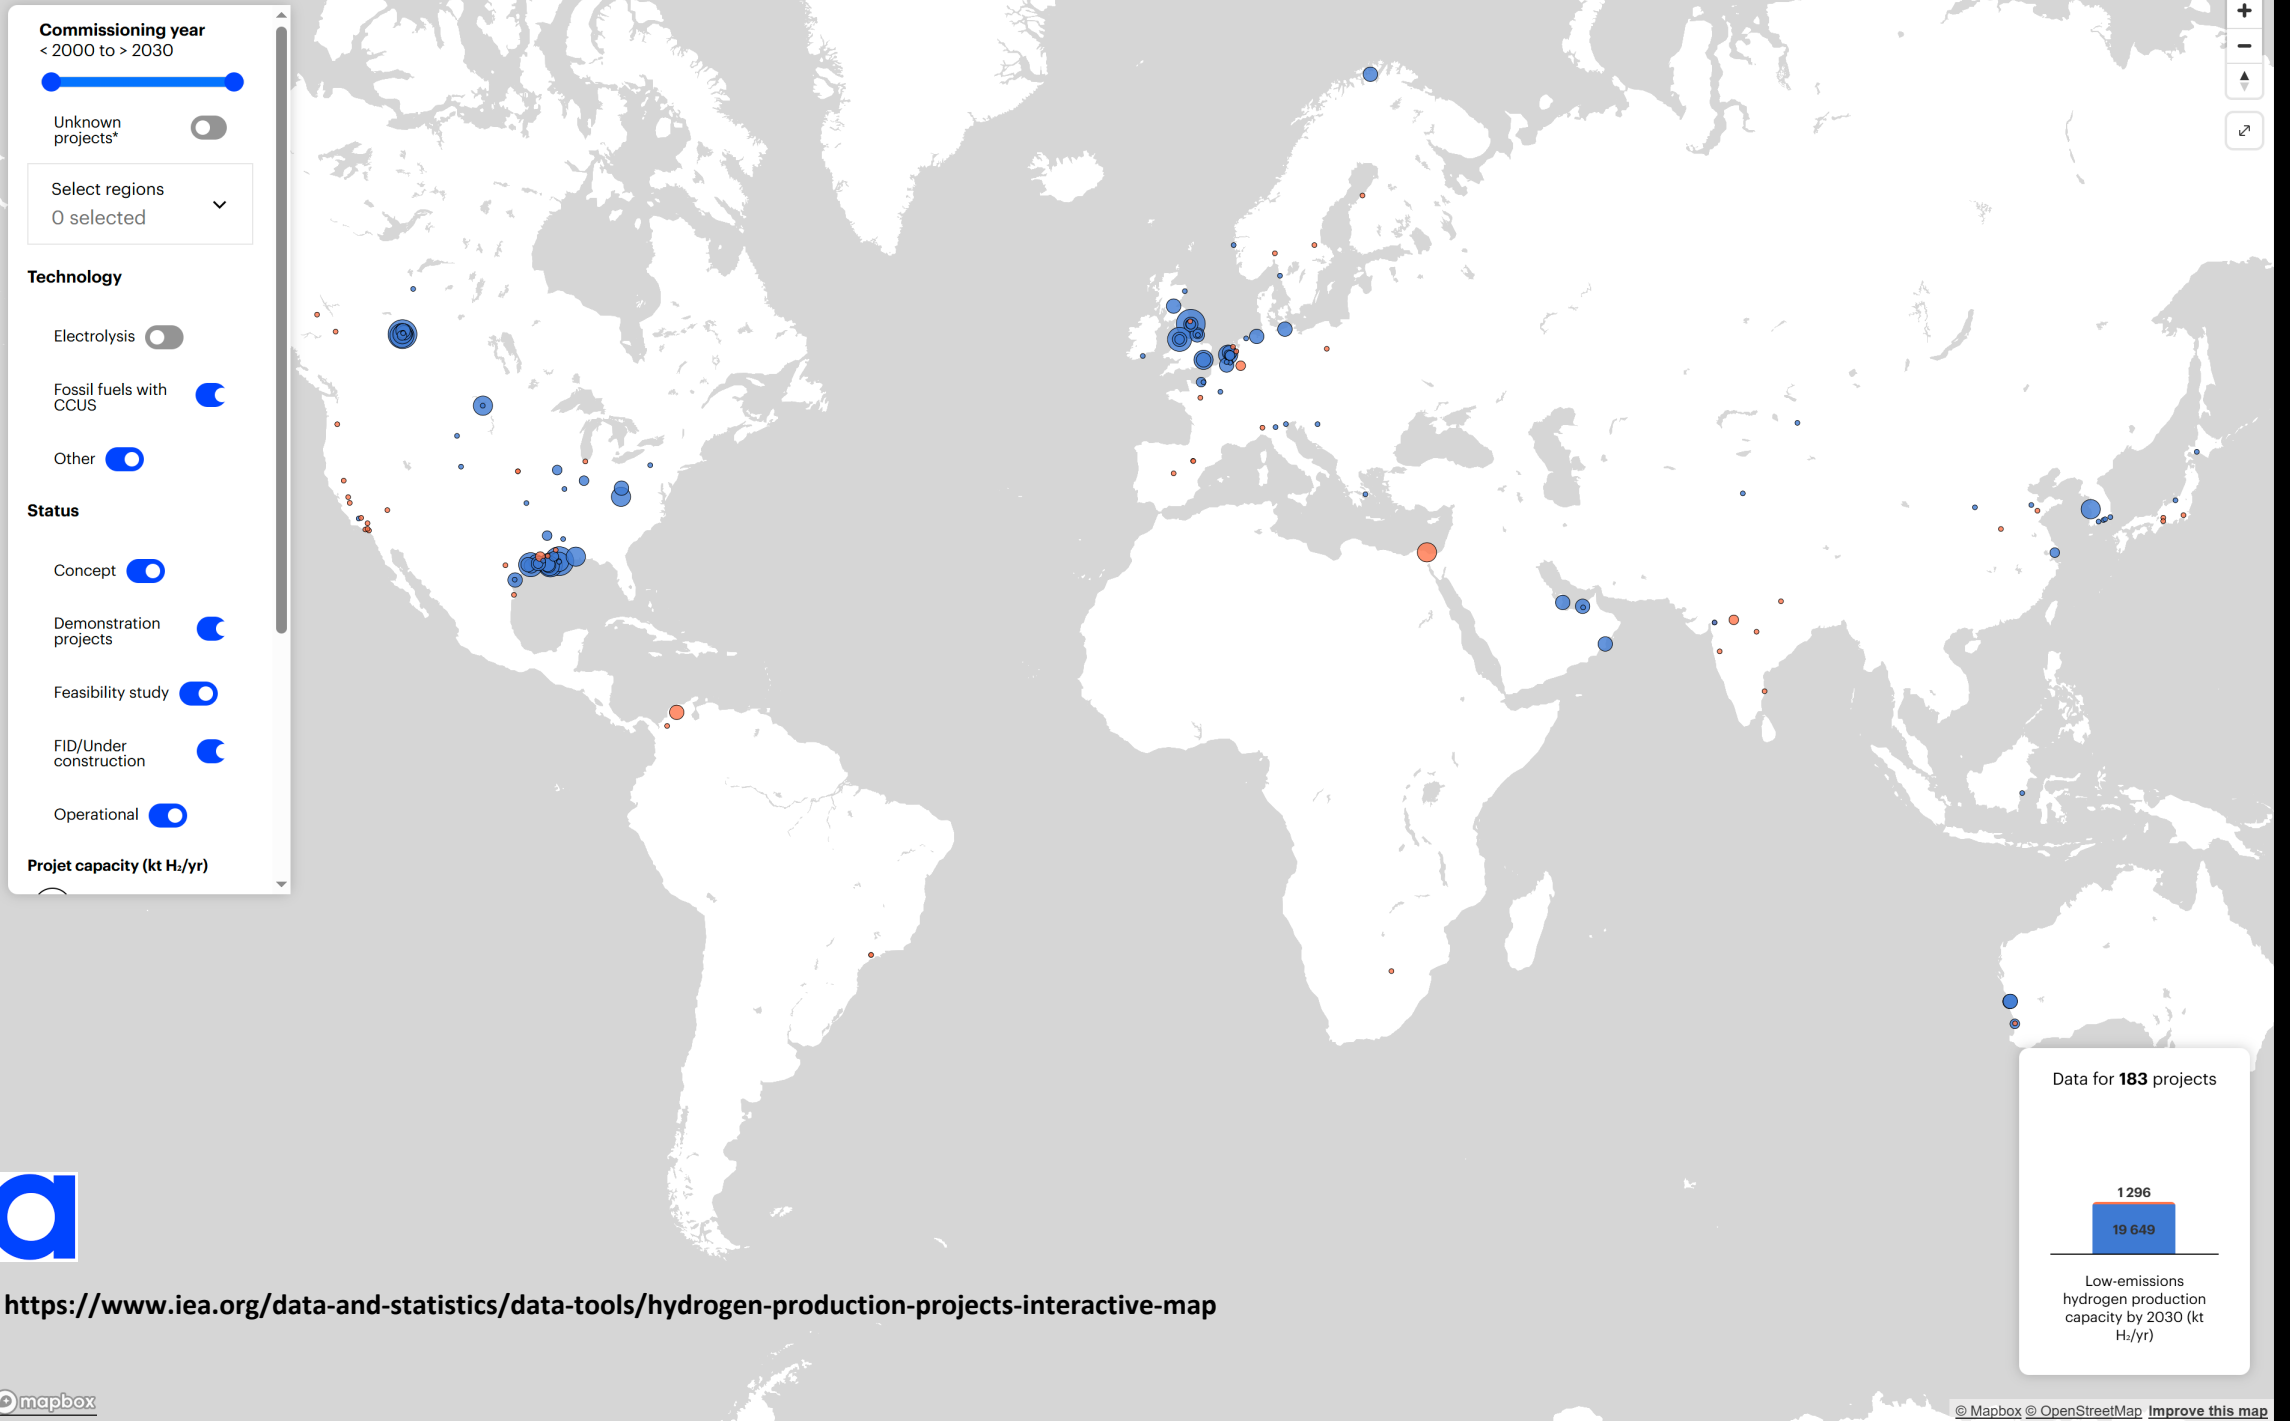 Commissioning year
< 2000 to > 2030
Unknown
projects*
Select regions
0 selected
Technology
Electrolysis
Fossil fuels with
CCUS
Other
Status
Concept
Demonstration
projects
Feasibility study
FID/Under
construction
Operational
Projet capacity (kt H₂/yr)
Data for 183 projects
1 296
19 649
Low-emissions
hydrogen production
capacity by 2030 (kt
H₂/yr)
a
https://www.iea.org/data-and-statistics/data-tools/hydrogen-production-projects-interactive-map
mapbox
© Mapbox © OpenStreetMap Improve this map